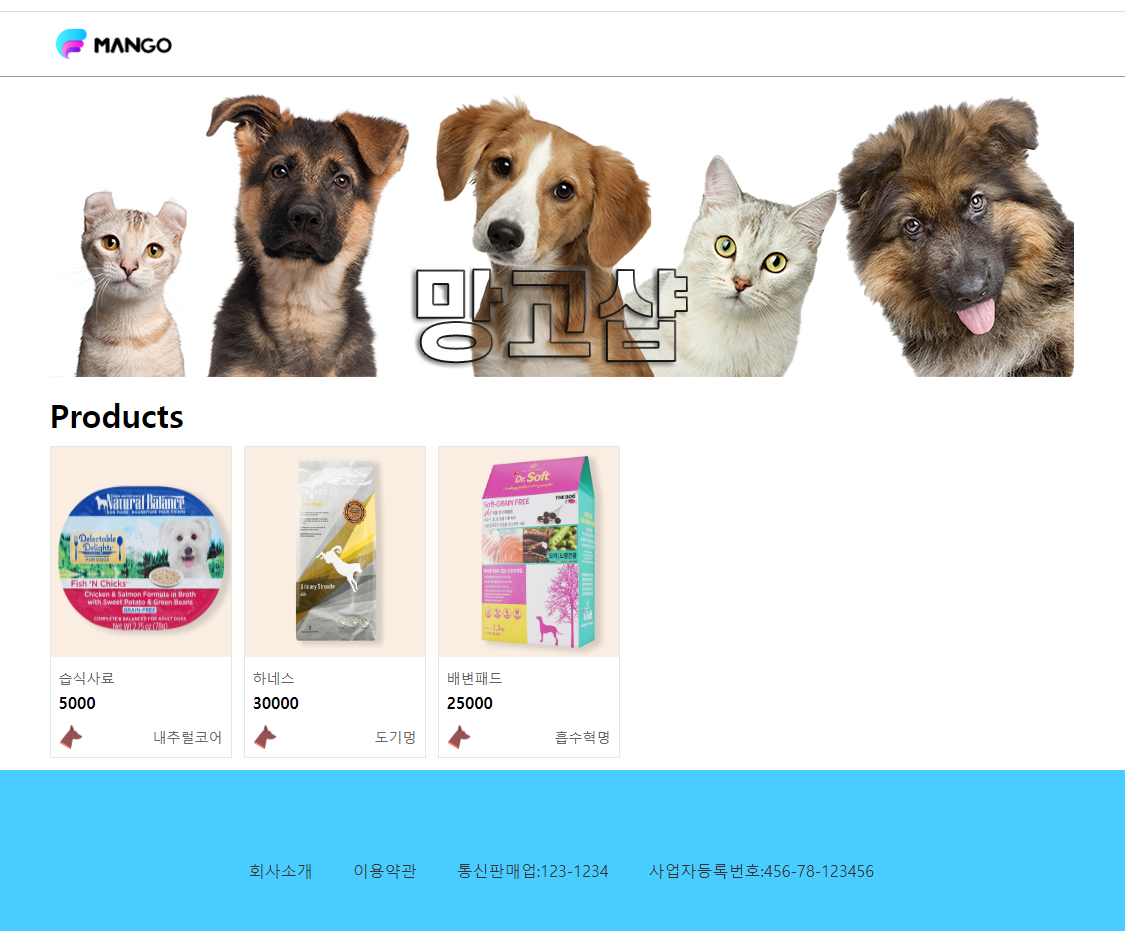 MANGO
망고샵
Products
Natural Balance
Delectable
Delights
FOR DOGS
Fish 'N Chicks
Chicken & Salmon Formula in Broth
with Sweet Potato & Green Beans
GRAIN-FREE
COMPLETE & BALANCED FOR ADULT DOGS
Net Wt 2.75 oz (78g)
Urinary Struvite
Dr. Soft
Soft-GRAIN FREE
THE DOG
습식사료
5000
내추럴코어
하네스
30000
도기멍
배변패드
25000
흡수혁명
회사소개 이용약관 통신판매업:123-1234 사업자등록번호:456-78-123456